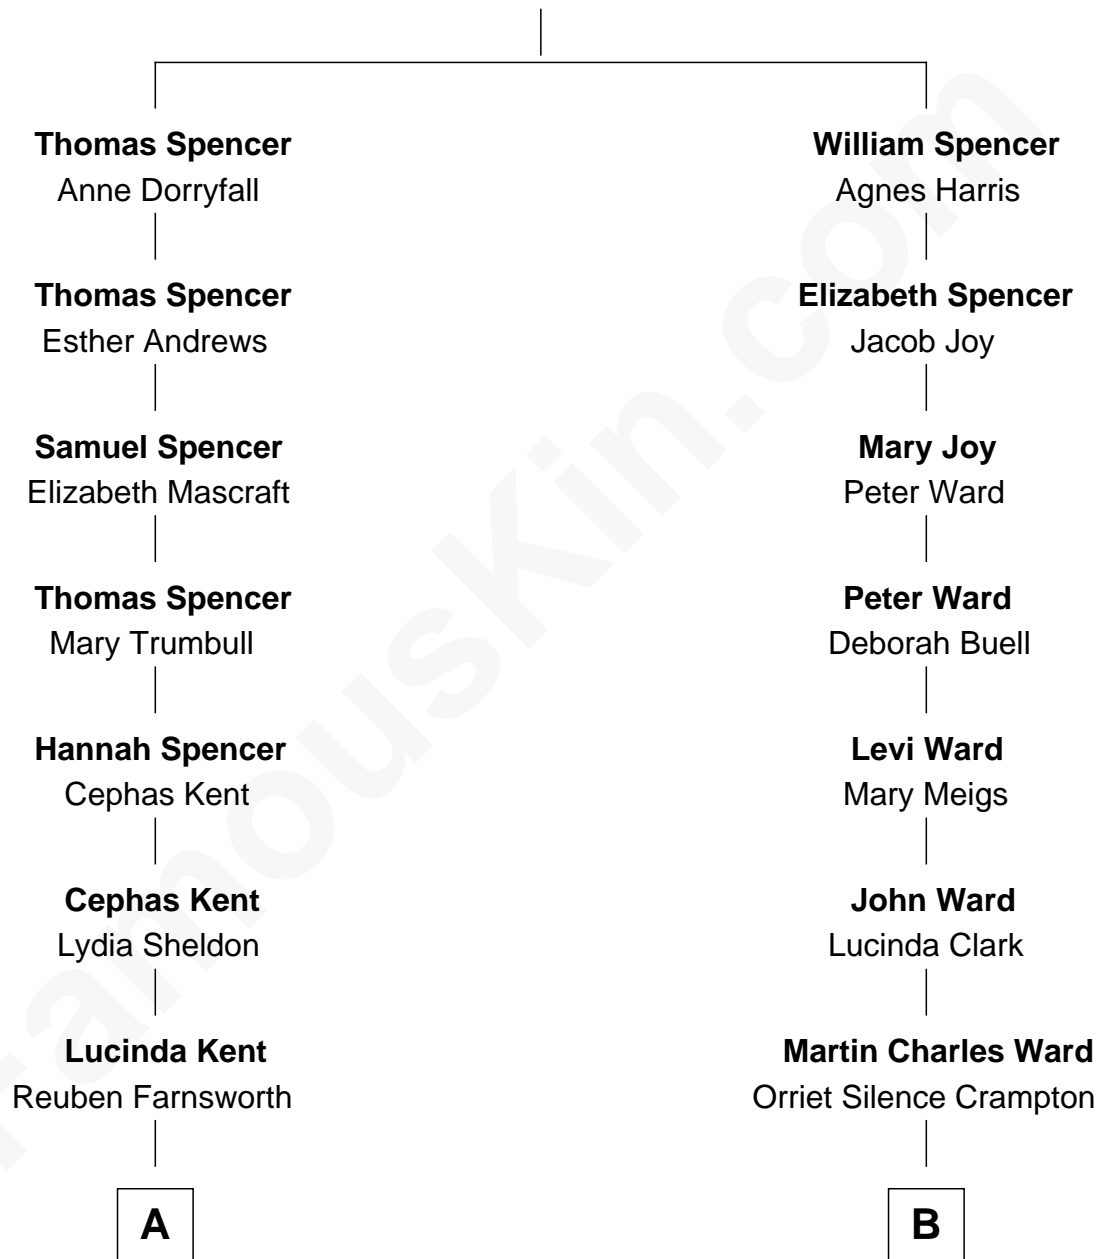 Thomas Spencer
Anne Dorryfall
Thomas Spencer
Esther Andrews
Samuel Spencer
Elizabeth Mascraft
Thomas Spencer
Mary Trumbull
Hannah Spencer
Cephas Kent
Cephas Kent
Lydia Sheldon
Lucinda Kent
Reuben Farnsworth
A
William Spencer
Agnes Harris
Elizabeth Spencer
Jacob Joy
Mary Joy
Peter Ward
Peter Ward
Deborah Buell
Levi Ward
Mary Meigs
John Ward
Lucinda Clark
Martin Charles Ward
Orriet Silence Crampton
B
FamousKin.com